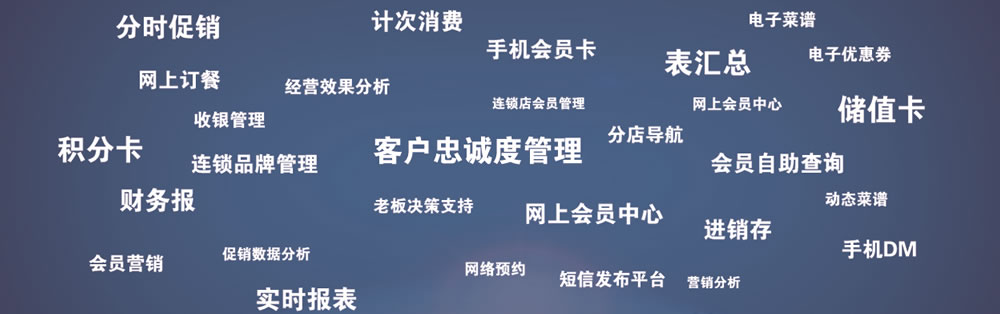 分时促销
计次消费
电子菜谱
手机会员卡
表汇总
电子优惠券
网上订餐
经营效果分析
连锁店会员管理
网上会员中心
储值卡
收银管理
分店导航
积分卡
连锁品牌管理
客户忠诚度管理
会员自助查询
财务报
老板决策支持
网上会员中心
动态菜谱
进销存
手机DM
会员营销
促销数据分析
网络预约
短信发布平台
营销分析
实时报表